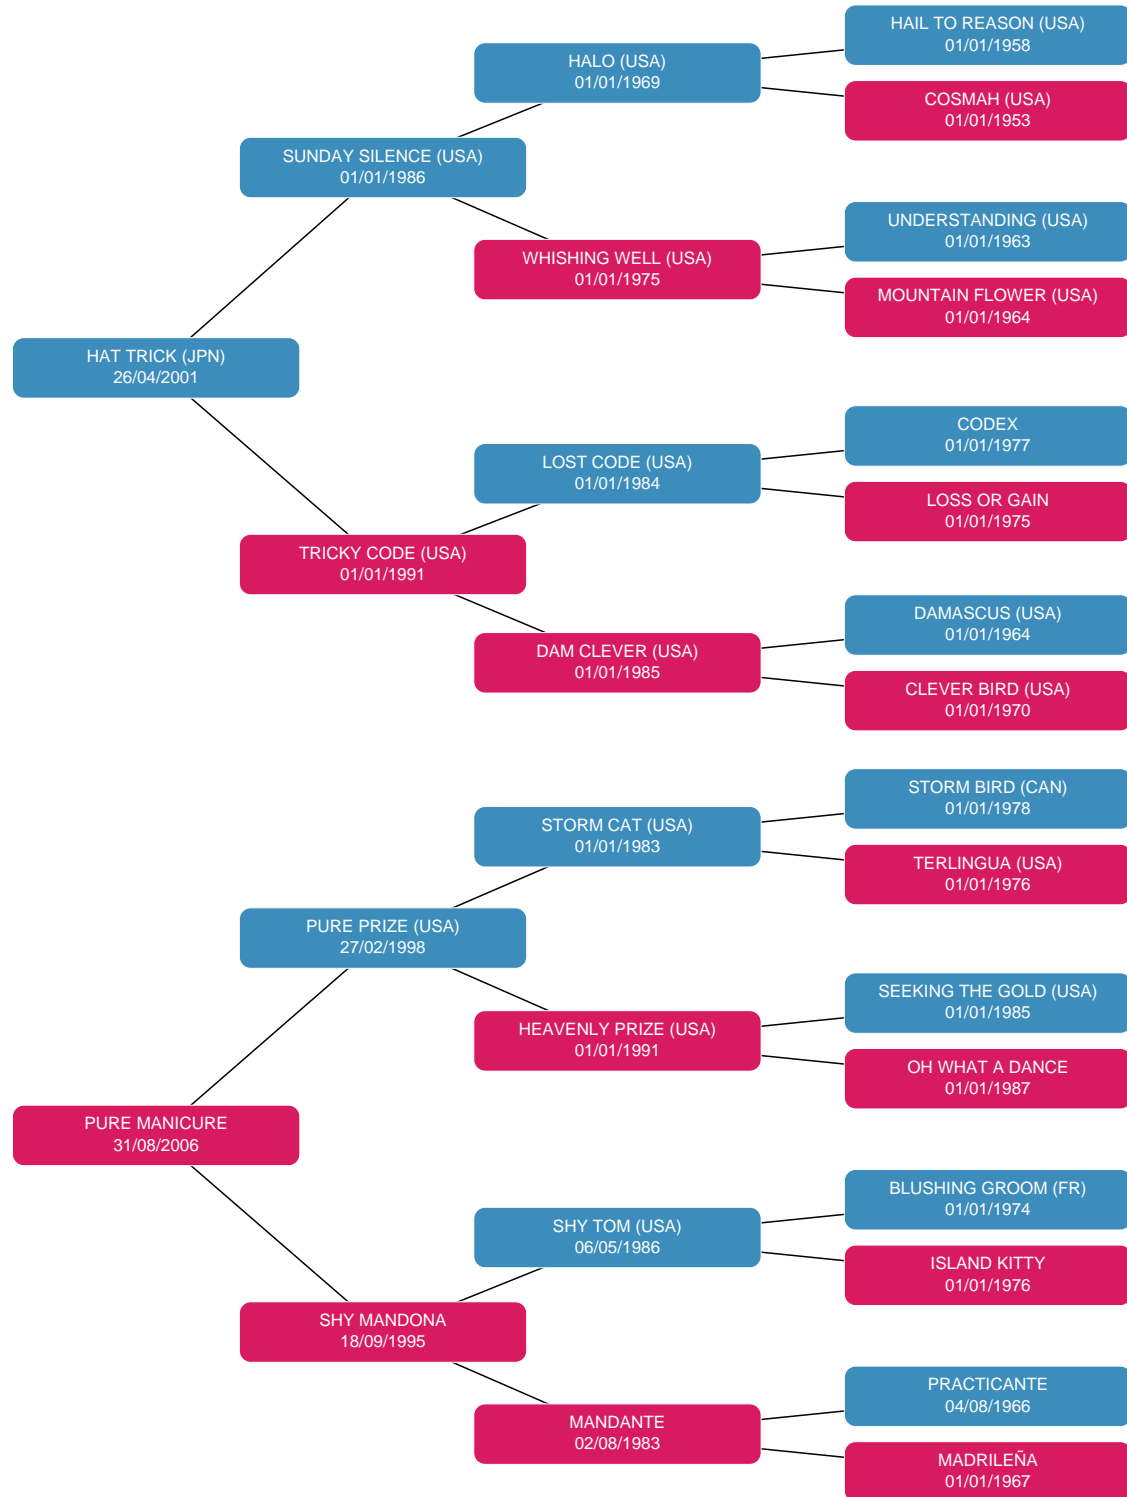 HAIL TO REASON (USA)
01/01/1958
HALO (USA)
01/01/1969
COSMAH (USA)
01/01/1953
SUNDAY SILENCE (USA)
01/01/1986
UNDERSTANDING (USA)
01/01/1963
WHISHING WELL (USA)
01/01/1975
MOUNTAIN FLOWER (USA)
01/01/1964
HAT TRICK (JPN)
26/04/2001
CODEX
01/01/1977
LOST CODE (USA)
01/01/1984
LOSS OR GAIN
01/01/1975
TRICKY CODE (USA)
01/01/1991
DAMASCUS (USA)
01/01/1964
DAM CLEVER (USA)
01/01/1985
CLEVER BIRD (USA)
01/01/1970
STORM BIRD (CAN)
01/01/1978
STORM CAT (USA)
01/01/1983
TERLINGUA (USA)
01/01/1976
PURE PRIZE (USA)
27/02/1998
SEEKING THE GOLD (USA)
01/01/1985
HEAVENLY PRIZE (USA)
01/01/1991
OH WHAT A DANCE
01/01/1987
PURE MANICURE
31/08/2006
BLUSHING GROOM (FR)
01/01/1974
SHY TOM (USA)
06/05/1986
ISLAND KITTY
01/01/1976
SHY MANDONA
18/09/1995
PRACTICANTE
04/08/1966
MANDANTE
02/08/1983
MADRILEÑA
01/01/1967